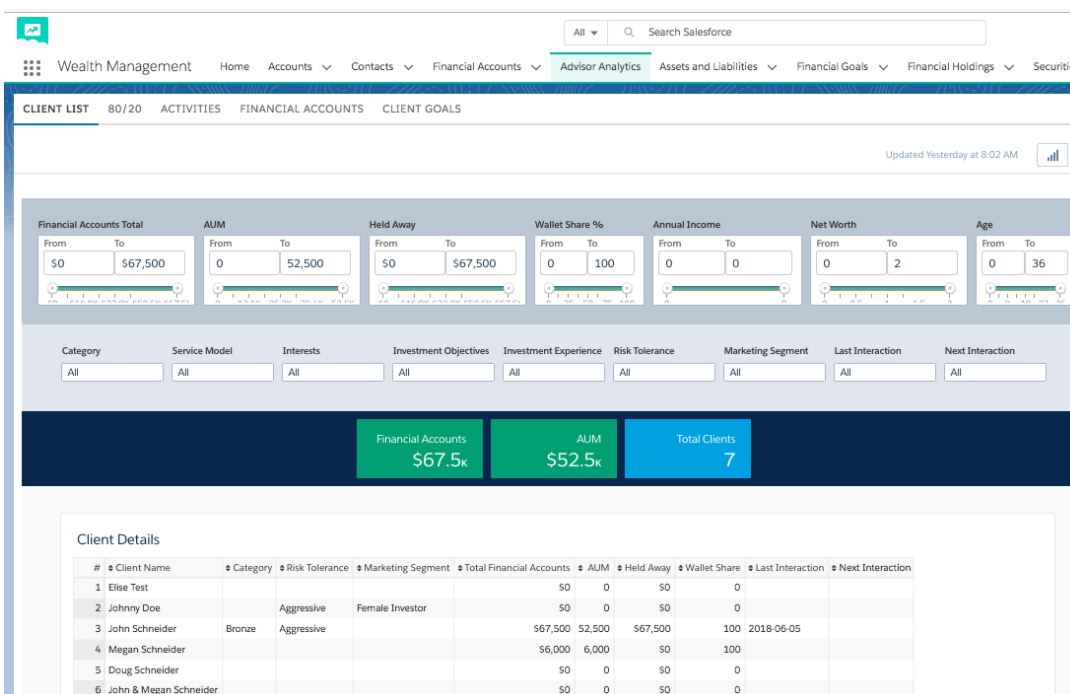 All Search Salesforce
Wealth Management Home Accounts Contacts Financial Accounts Advisor Analytics Assets and Liabilities Financial Goals Financial Holdings Securiti
CLIENT LIST 80/20 ACTIVITIES FINANCIAL ACCOUNTS CLIENT GOALS
Updated Yesterday at 8:02 AM
Financial Accounts Total AUM Held Away Wallet Share % Annual Income Net Worth Age
From To From To From To From To From To From To From To
$0 $67,500 0 52,500 $0 $67,500 0 100 0 0 0 2 0 36
Category Service Model Interests Investment Objectives Investment Experience Risk Tolerance Marketing Segment Last Interaction Next Interaction
All All All All All All All All All
Financial Accounts AUM Total Clients
$67.5K $52.5K 7
Client Details
# Client Name Category Risk Tolerance Marketing Segment Total Financial Accounts AUM Held Away Wallet Share Last Interaction Next Interaction
1 Elise Test $0 0 $0 0
2 Johnny Doe Aggressive Female Investor $0 0 $0 0
3 John Schneider Bronze Aggressive $67,500 52,500 $67,500 100 2018-06-05
4 Megan Schneider $6,000 6,000 $0 100
5 Doug Schneider $0 0 $0 0
6 John & Megan Schneider $0 0 $0 0